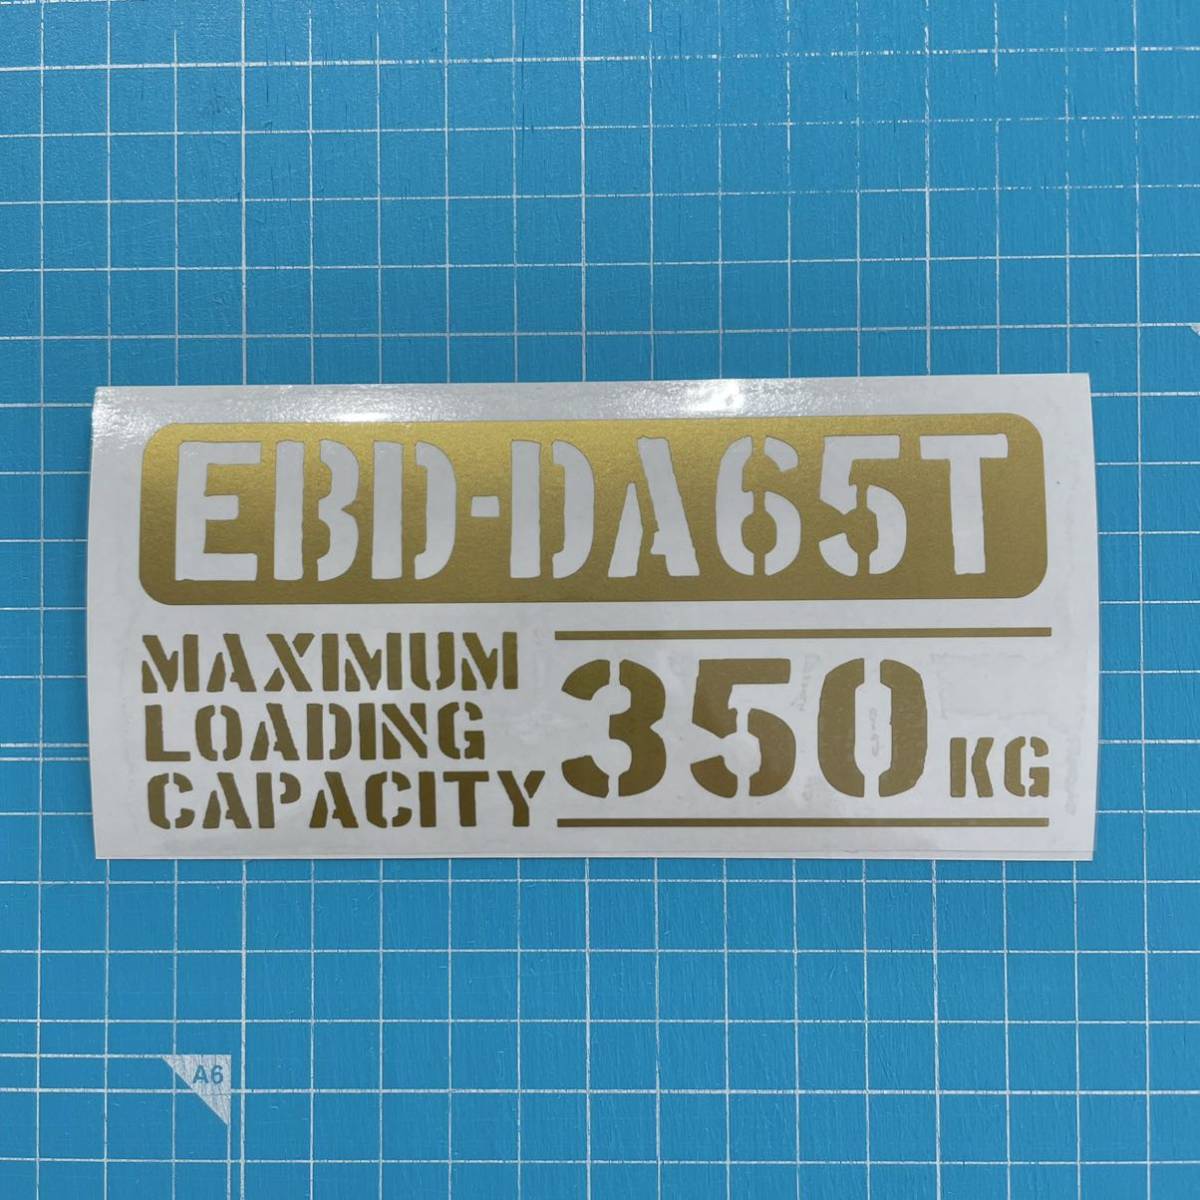 EBD-DA65T
MAXIMUM
LOADING
CAPACITY
350 KG
A6